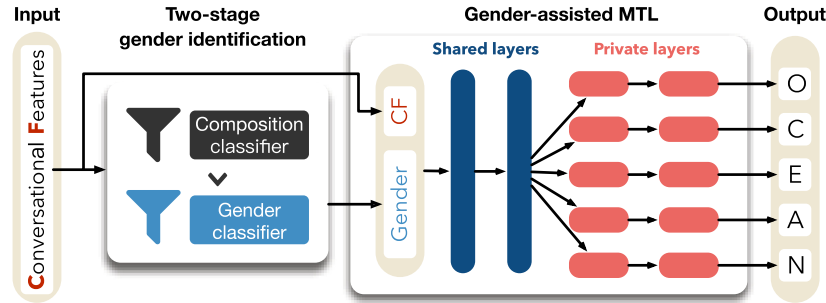 Input
Two-stage
gender identification
Gender-assisted MTL
Output
Conversational Features
Composition
classifier
Gender
classifier
CF
Gender
Shared layers
Private layers
O
C
E
A
N